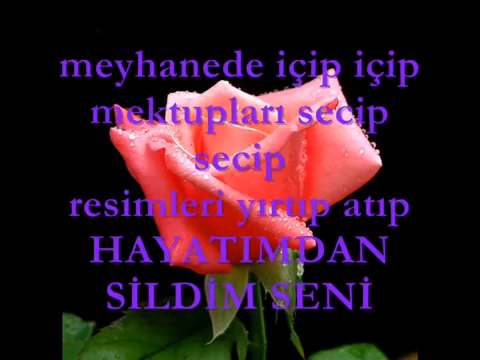 meyhanede içip içip
mektupları secip
secip
resimleri yırtıp atıp
HAYATIMDAN
SİLDİM SENİ